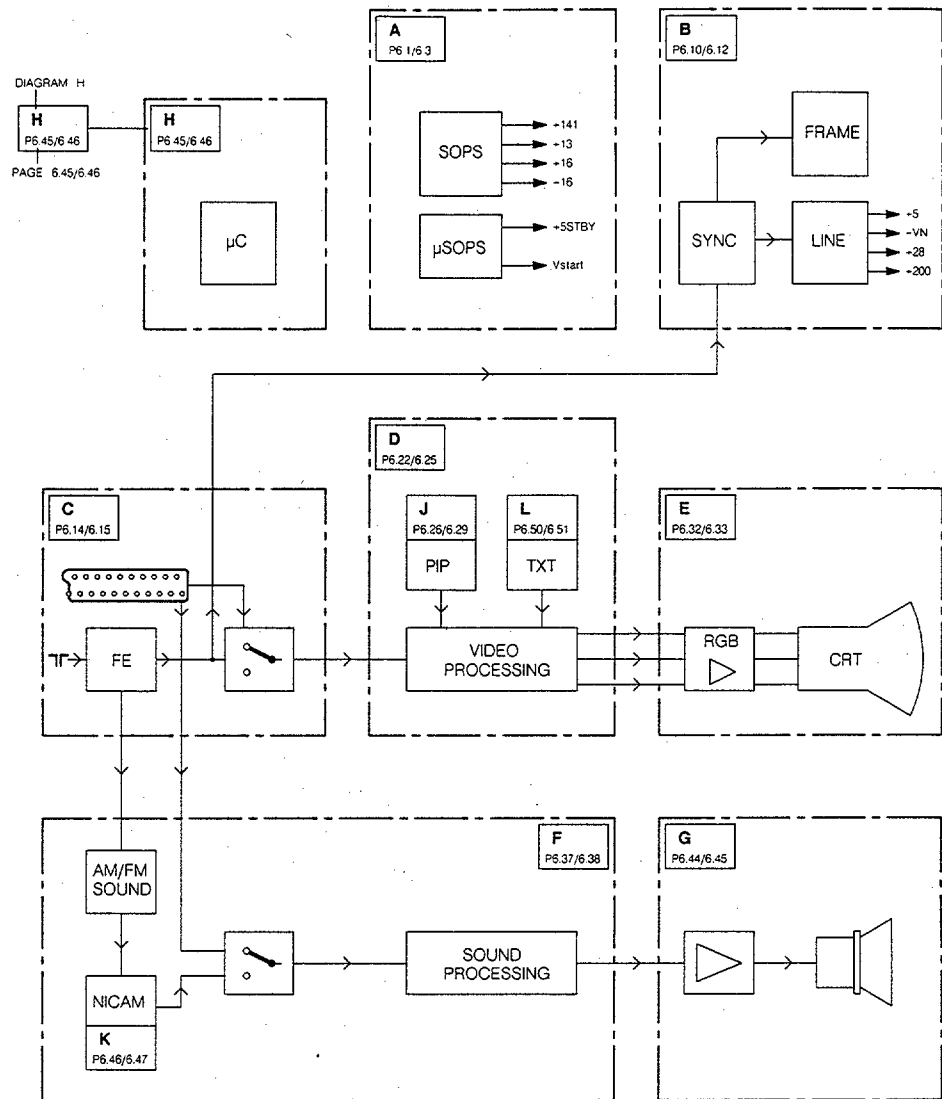 DIAGRAM H
H
P6.45/6.46
PAGE 6.45/6.46
H
P6.45/6.46
µC
A
P6.1/6.3
SOPS
+141
+13
+16
-16
µSOPS
+5STBY
Vstart
B
P6.10/6.12
FRAME
SYNC
LINE
+5
-VN
+28
+200
C
P6.14/6.15
FE
D
P6.22/6.25
J
P6.26/6.29
PIP
L
P6.50/6.51
TXT
VIDEO
PROCESSING
E
P6.32/6.33
RGB
CRT
F
P6.37/6.38
AM/FM
SOUND
NICAM
K
P6.46/6.47
SOUND
PROCESSING
G
P6.44/6.45